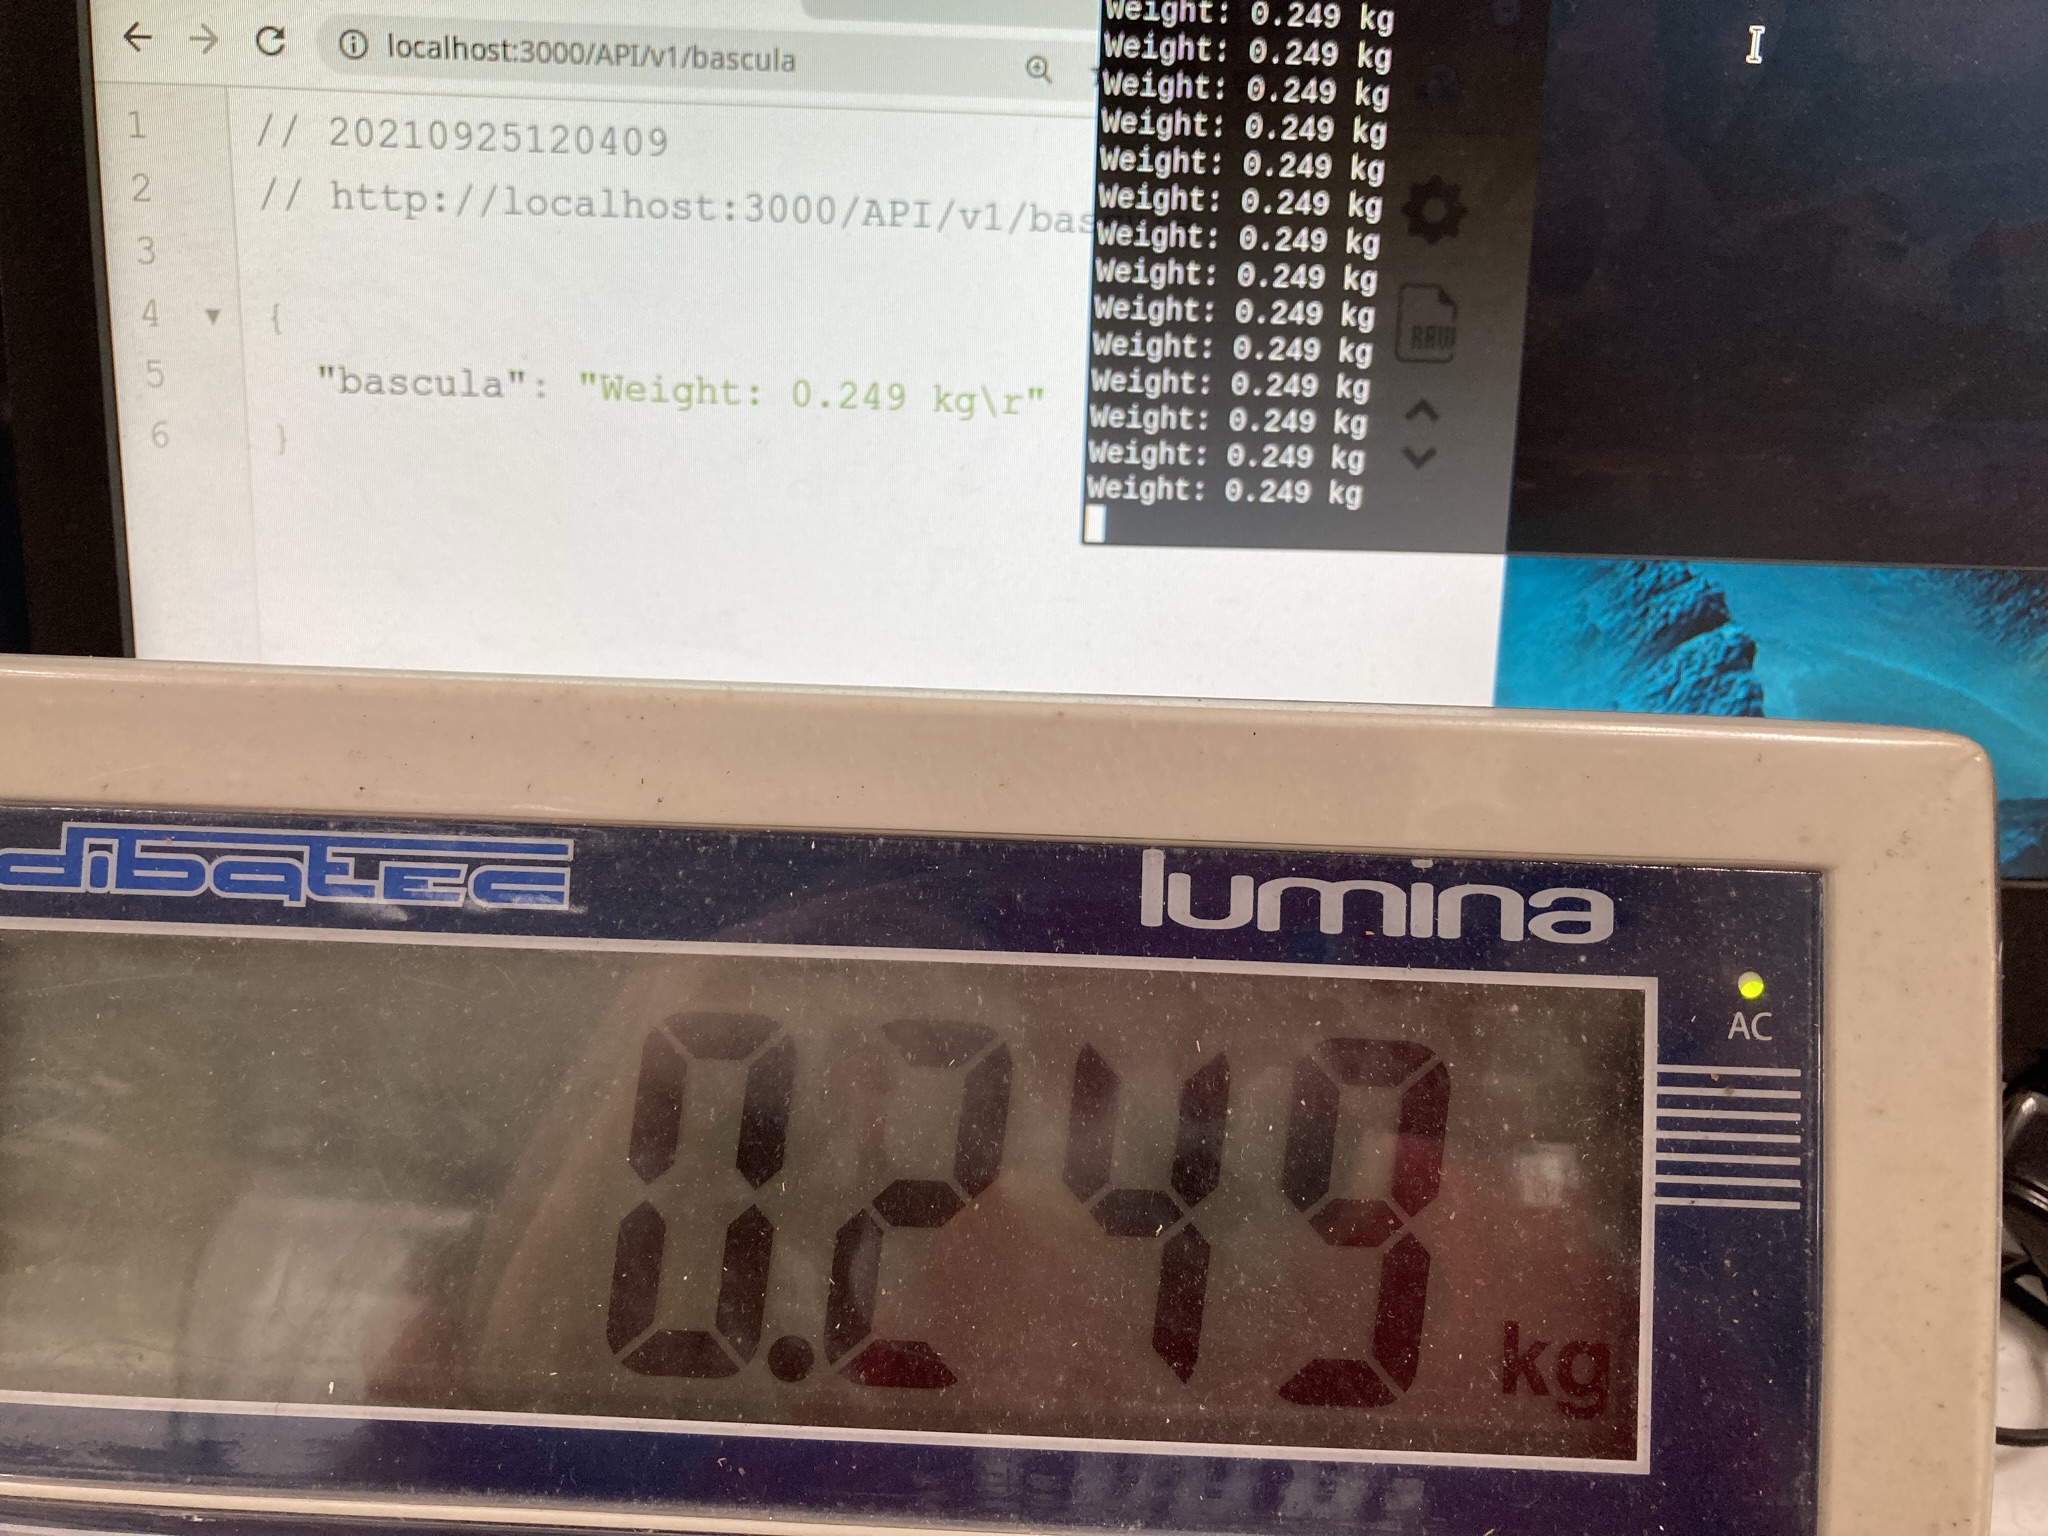 localhost:3000/API/v1/bascula
1 // 20210925120409
2 // http://localhost:3000/API/v1/bas
3
4 {
5 "bascula": "Weight: 0.249 kg\r"
6 }
Weight: 0.249 kg
Weight: 0.249 kg
Weight: 0.249 kg
Weight: 0.249 kg
Weight: 0.249 kg
Weight: 0.249 kg
Weight: 0.249 kg
Weight: 0.249 kg
Weight: 0.249 kg
Weight: 0.249 kg
Weight: 0.249 kg
Weight: 0.249 kg
Weight: 0.249 kg
Weight: 0.249 kg
RAW
dibatec
lumina
AC
0.249 kg